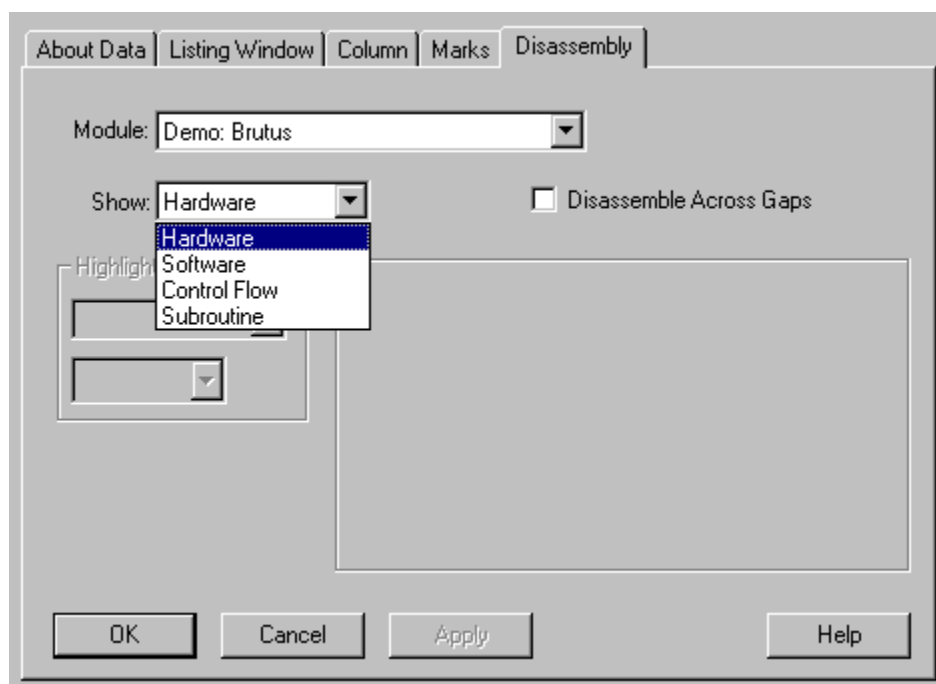 About Data Listing Window Column Marks Disassembly
Module: Demo: Brutus
Show: Hardware Disassemble Across Gaps
Hardware
Highlight Software
Control Flow
Subroutine
OK Cancel Apply Help